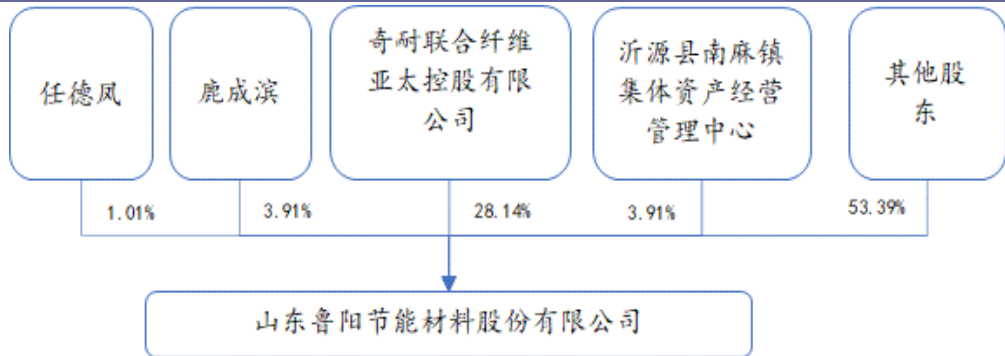 任德凤
鹿成滨
奇耐联合纤维
亚太控股有限
公司
沂源县南麻镇
集体资产经营
管理中心
其他股
东
1.01%
3.91%
28.14%
3.91%
53.39%
山东鲁阳节能材料股份有限公司